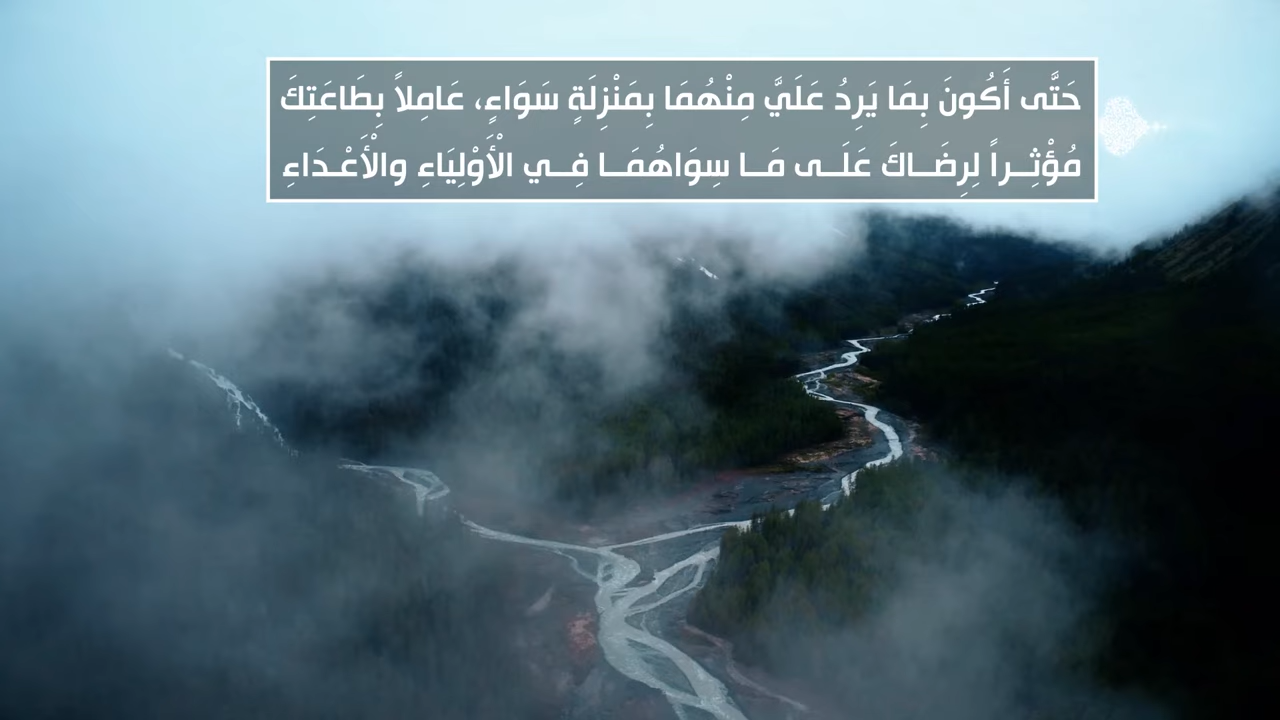 حَتَّى أَكُونَ بِمَا يَرِدُ عَلَيَّ مِنْهُمَا بِمَنْزِلَةٍ سَوَاءٍ، عَامِلاً بِطَاعَتِكَ
مُؤْثِراً لِرِضَاكَ عَلَى مَا سِوَاهُمَا فِي الْأَوْلِيَاءِ والْأَعْدَاءِ